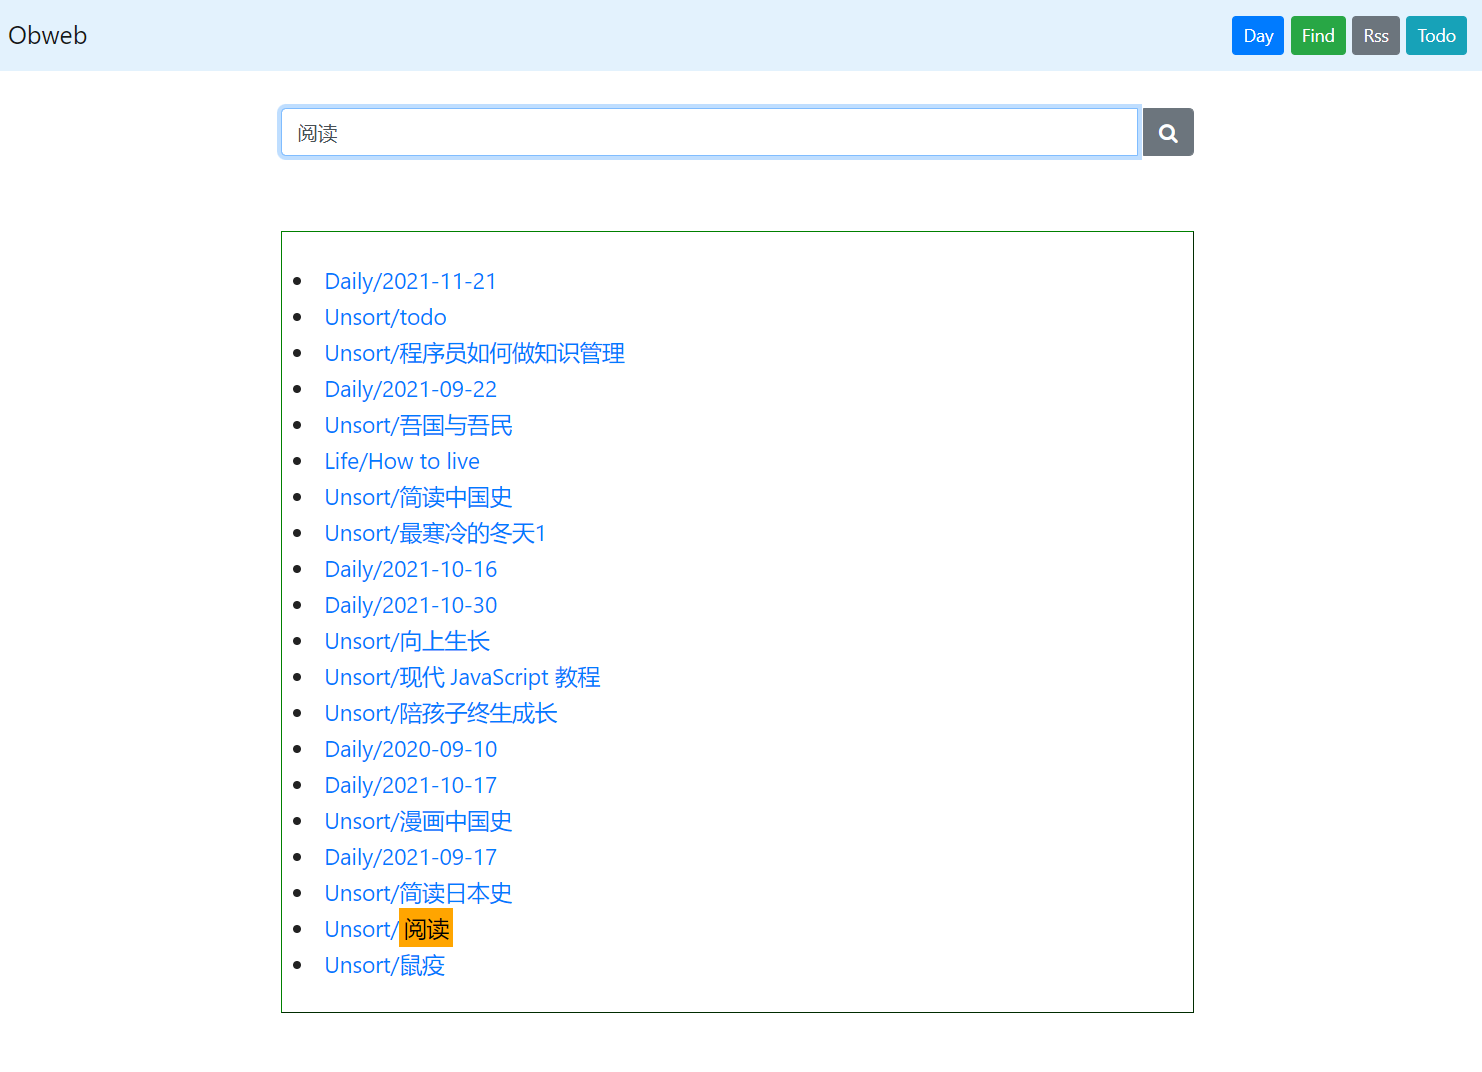 Obweb Day Find Rss Todo
阅读
Daily/2021-11-21
Unsort/todo
Unsort/程序员如何做知识管理
Daily/2021-09-22
Unsort/吾国与吾民
Life/How to live
Unsort/简读中国史
Unsort/最寒冷的冬天1
Daily/2021-10-16
Daily/2021-10-30
Unsort/向上生长
Unsort/现代 JavaScript 教程
Unsort/陪孩子终生成长
Daily/2020-09-10
Daily/2021-10-17
Unsort/漫画中国史
Daily/2021-09-17
Unsort/简读日本史
Unsort/阅读
Unsort/鼠疫